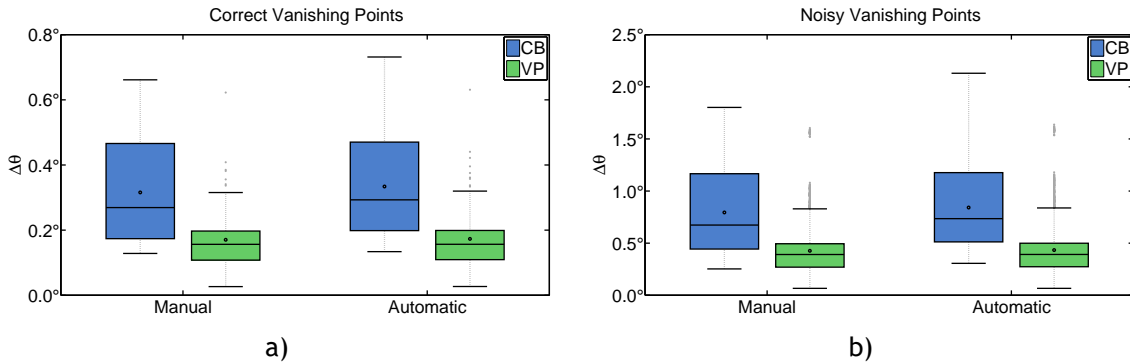 Correct Vanishing Points
0.8°
0.6°
0.4°
0.2°
0.0°
Δθ
CB
VP
Manual
Automatic
a)
Noisy Vanishing Points
2.5°
2.0°
1.5°
1.0°
0.5°
0.0°
Δθ
CB
VP
Manual
Automatic
b)